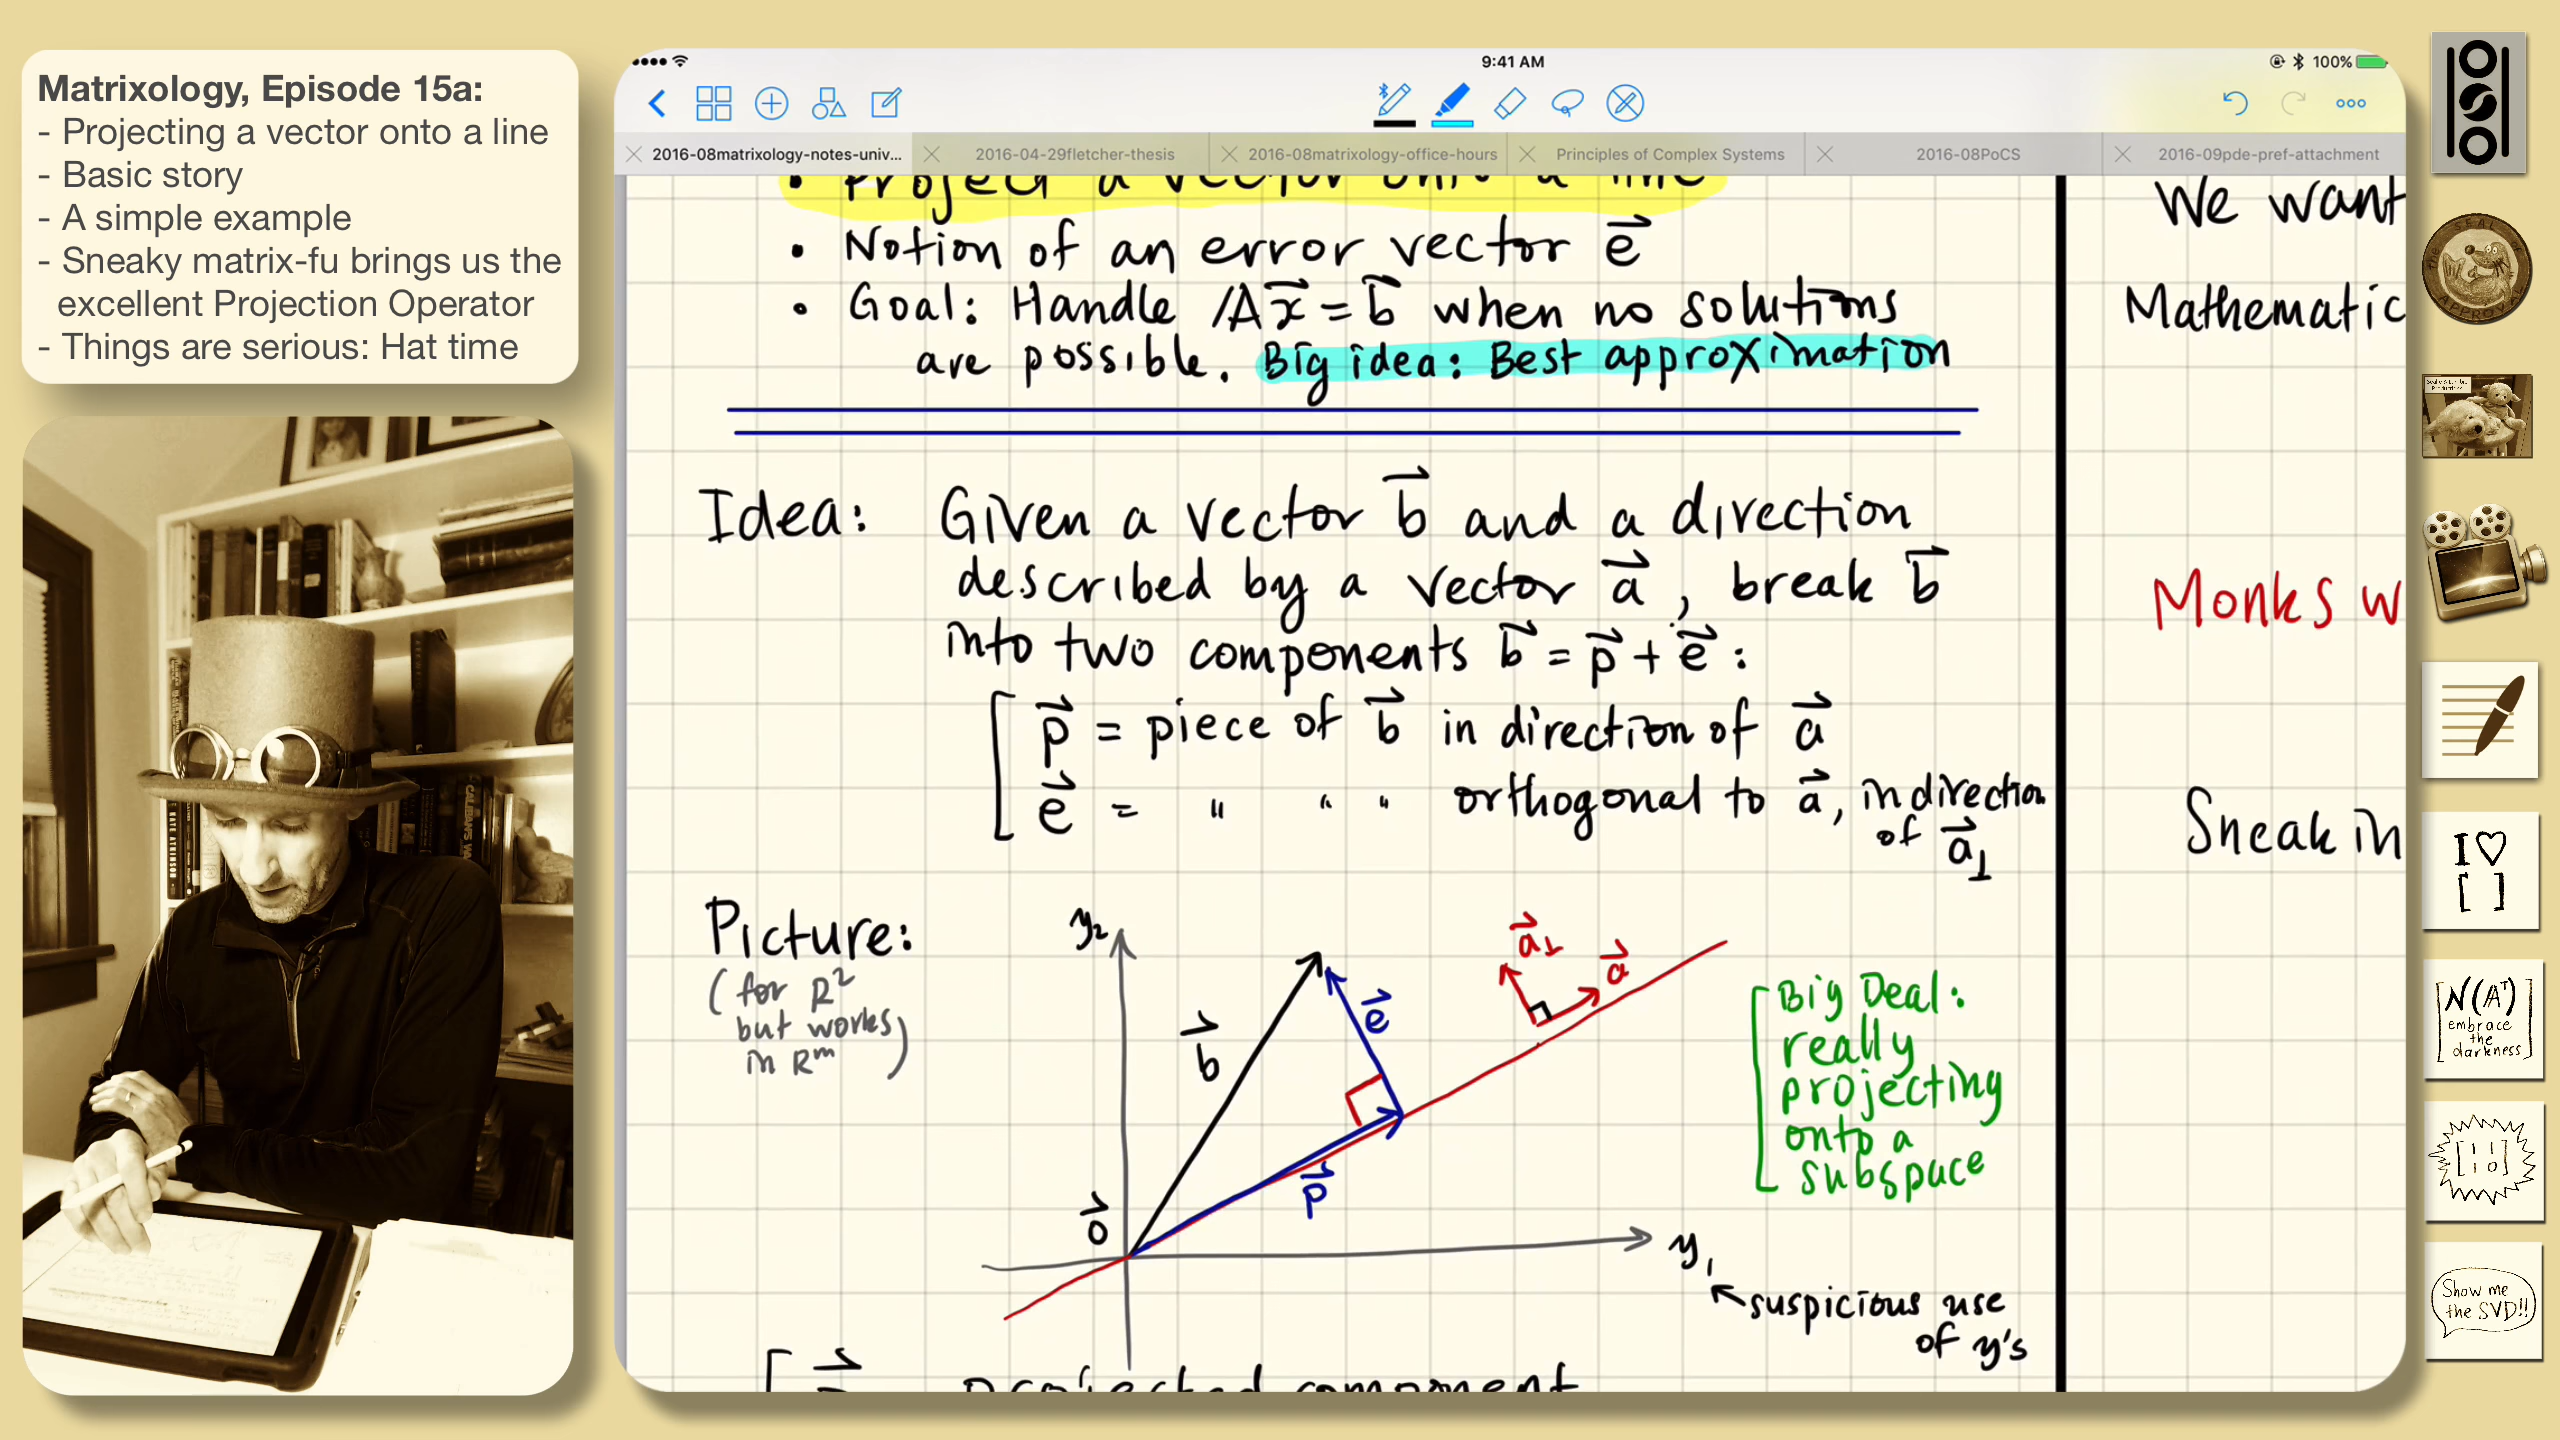 Matrixology, Episode 15a:
- Projecting a vector onto a line
- Basic story
- A simple example
- Sneaky matrix-fu brings us the
excellent Projection Operator
- Things are serious: Hat time
9:41 AM
100%
2016-08matrixology-notes-univ...
2016-04-29fletcher-thesis
2016-08matrixology-office-hours
Principles of Complex Systems
2016-08PoCS
2016-09pde-pref-attachment
• Project a vector onto a line
• Notion of an error vector e⃗
• Goal: Handle 𝔸x⃗ = b⃗ when no solutions
are possible. Big idea: Best approximation
Idea: Given a vector b⃗ and a direction
described by a vector a⃗, break b⃗
into two components b⃗ = p⃗ + e⃗ :
p⃗ = piece of b⃗ in direction of a⃗
e⃗ = " " " orthogonal to a⃗, in direction
of a⃗⊥
Picture:
(for R²
but works
in Rᵐ)
y₂
b⃗
e⃗
p⃗
a⃗⊥
a⃗
0⃗
y₁
Big Deal:
really
projecting
onto a
subspace
suspicious use
of y's
projected component
We want
Mathematic
Monks w
Sneak in
I ♡
[ ]
N(𝔸ᵀ)
embrace
the
darkness
Show me
the SVD!!